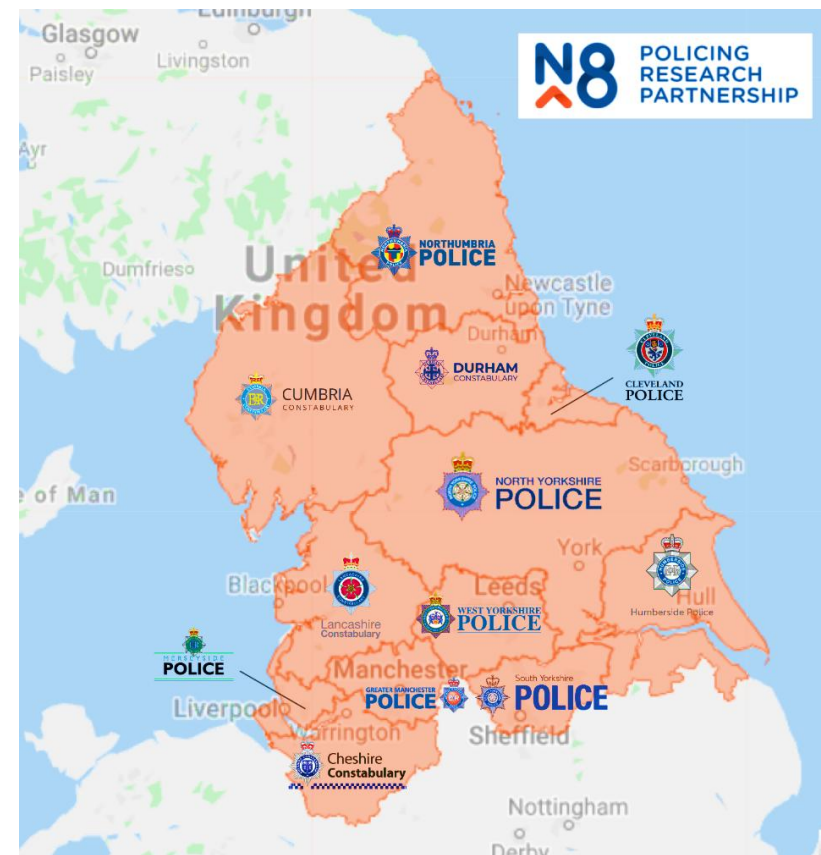 Edinburgh
Glasgow
Livingston
Paisley
N8 POLICING
RESEARCH
PARTNERSHIP
Ayr
NORTHUMBRIA
POLICE
Dumfries
United
Kingdom
Newcastle
upon Tyne
Durham
DURHAM
CONSTABULARY
CLEVELAND
POLICE
CUMBRIA
CONSTABULARY
Scarborough
NORTH YORKSHIRE
POLICE
e of Man
York
Blackpool
Leeds
Hull
Humberside Police
WEST YORKSHIRE
POLICE
Lancashire
Constabulary
MERSEYSIDE
POLICE
Manchester
GREATER MANCHESTER
POLICE
South Yorkshire
POLICE
Liverpool
Warrington
Sheffield
Cheshire
Constabulary
Nottingham
Derby